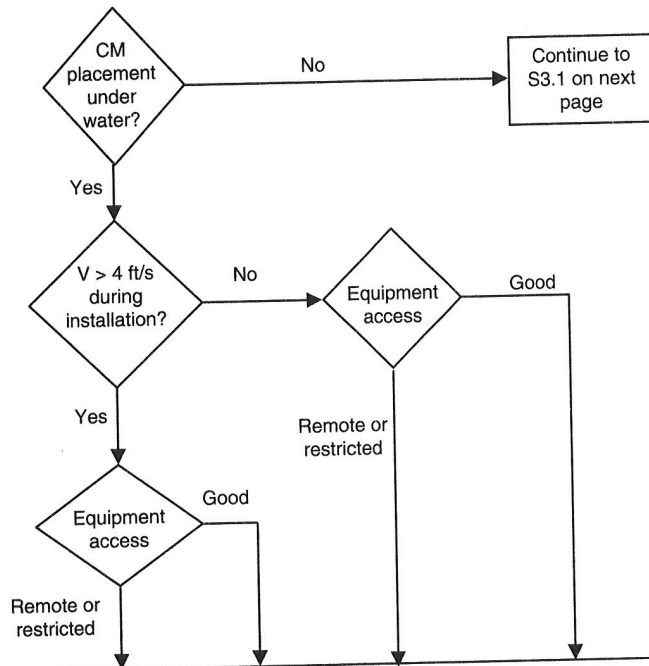 CM
placement
under
water?
No
Continue to
S3.1 on next
page
Yes
V > 4 ft/s
during
installation?
No
Equipment
access
Good
Yes
Remote or
restricted
Equipment
access
Good
Remote or
restricted